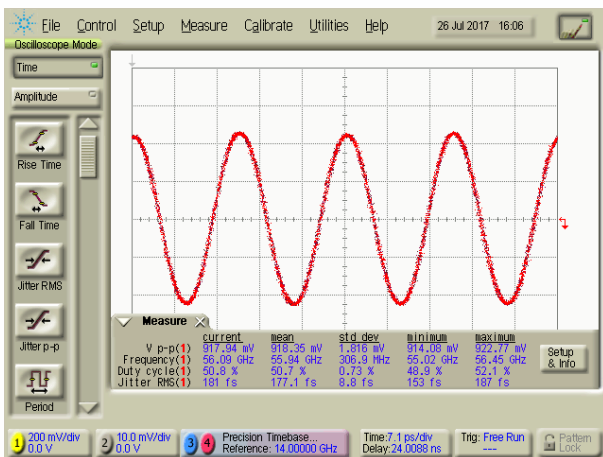 File Control Setup Measure Calibrate Utilities Help 26 Jul 2017 16:06
Oscilloscope Mode
Time
Amplitude
Rise Time
Fall Time
Jitter RMS
Jitter p-p
Period
Measure
current mean std dev minimum maximum
V p-p(1) 917.94 mV 918.35 mV 1.816 mV 914.08 mV 922.77 mV
Frequency(1) 56.09 GHz 55.94 GHz 306.9 MHz 55.02 GHz 56.45 GHz
Duty cycle(1) 50.8 % 50.7 % 0.73 % 48.9 % 52.1 %
Jitter RMS(1) 181 fs 177.1 fs 8.8 fs 153 fs 187 fs
Setup
& Info
1 200 mV/div
0.0 V
2 10.0 mV/div
0.0 V
3 4 Precision Timebase...
Reference: 14.00000 GHz
Time:7.1 ps/div
Delay:24.0088 ns
Trig: Free Run
---
Pattern
Lock